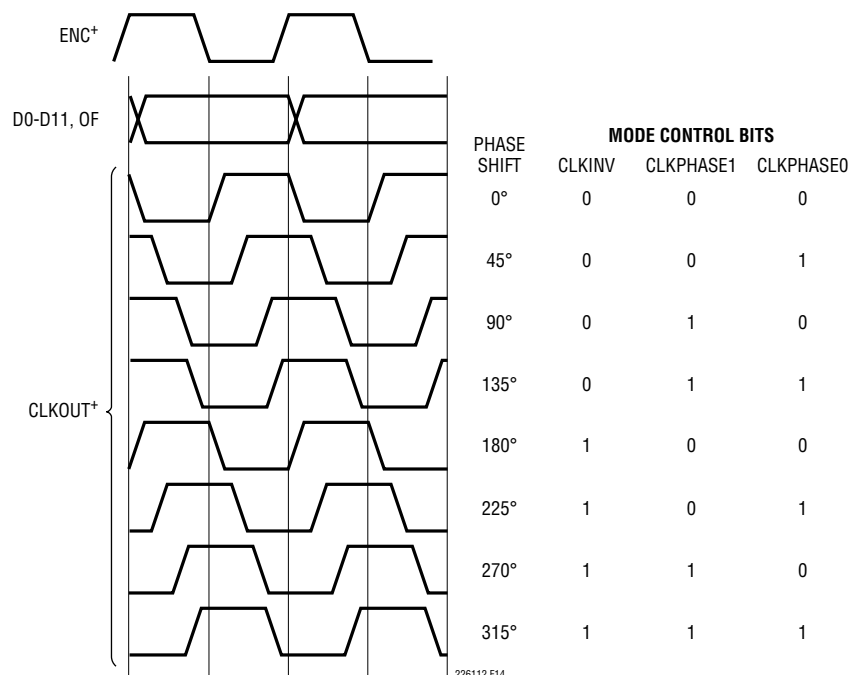 ENC+
D0-D11, OF
CLKOUT+
MODE CONTROL BITS
PHASE SHIFT CLKINV CLKPHASE1 CLKPHASE0
0° 0 0 0
45° 0 0 1
90° 0 1 0
135° 0 1 1
180° 1 0 0
225° 1 0 1
270° 1 1 0
315° 1 1 1
226112 F14